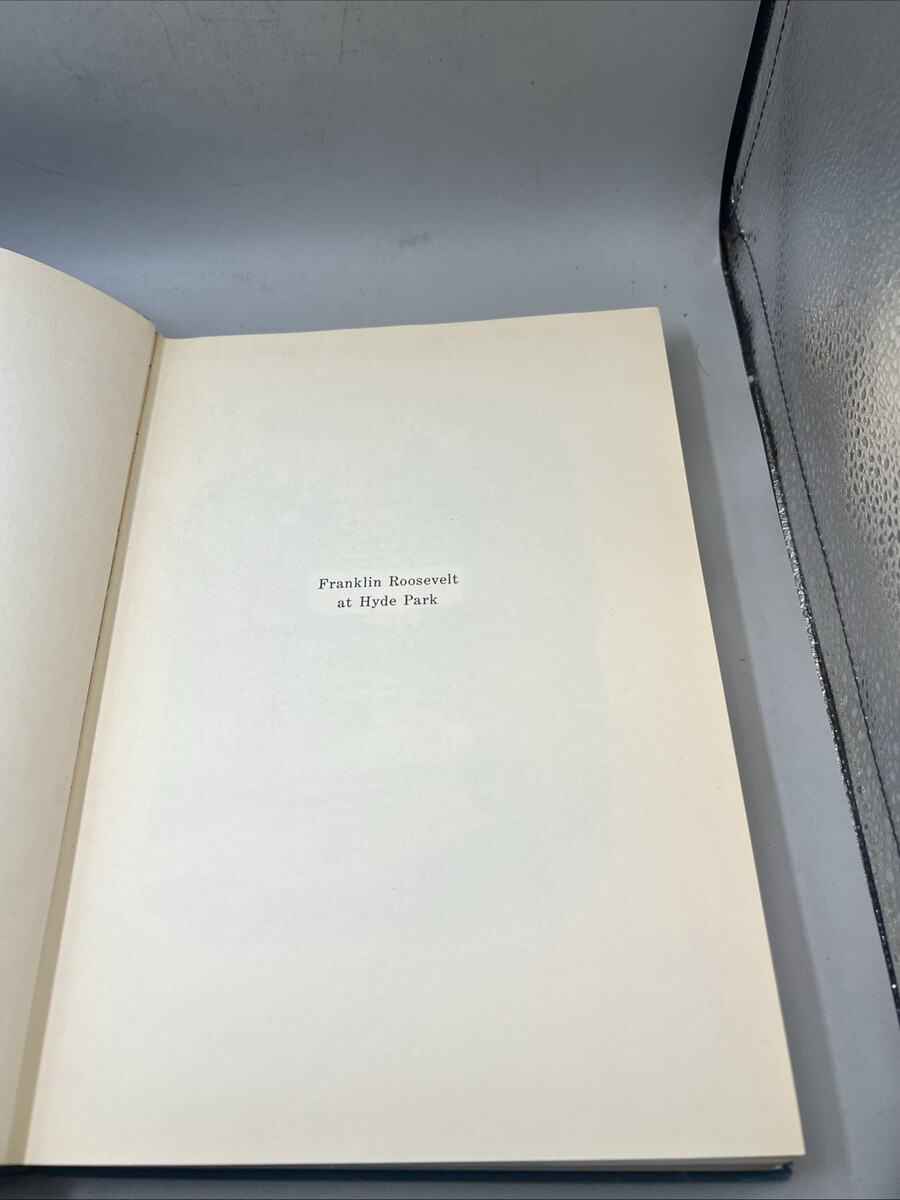 Franklin Roosevelt
at Hyde Park